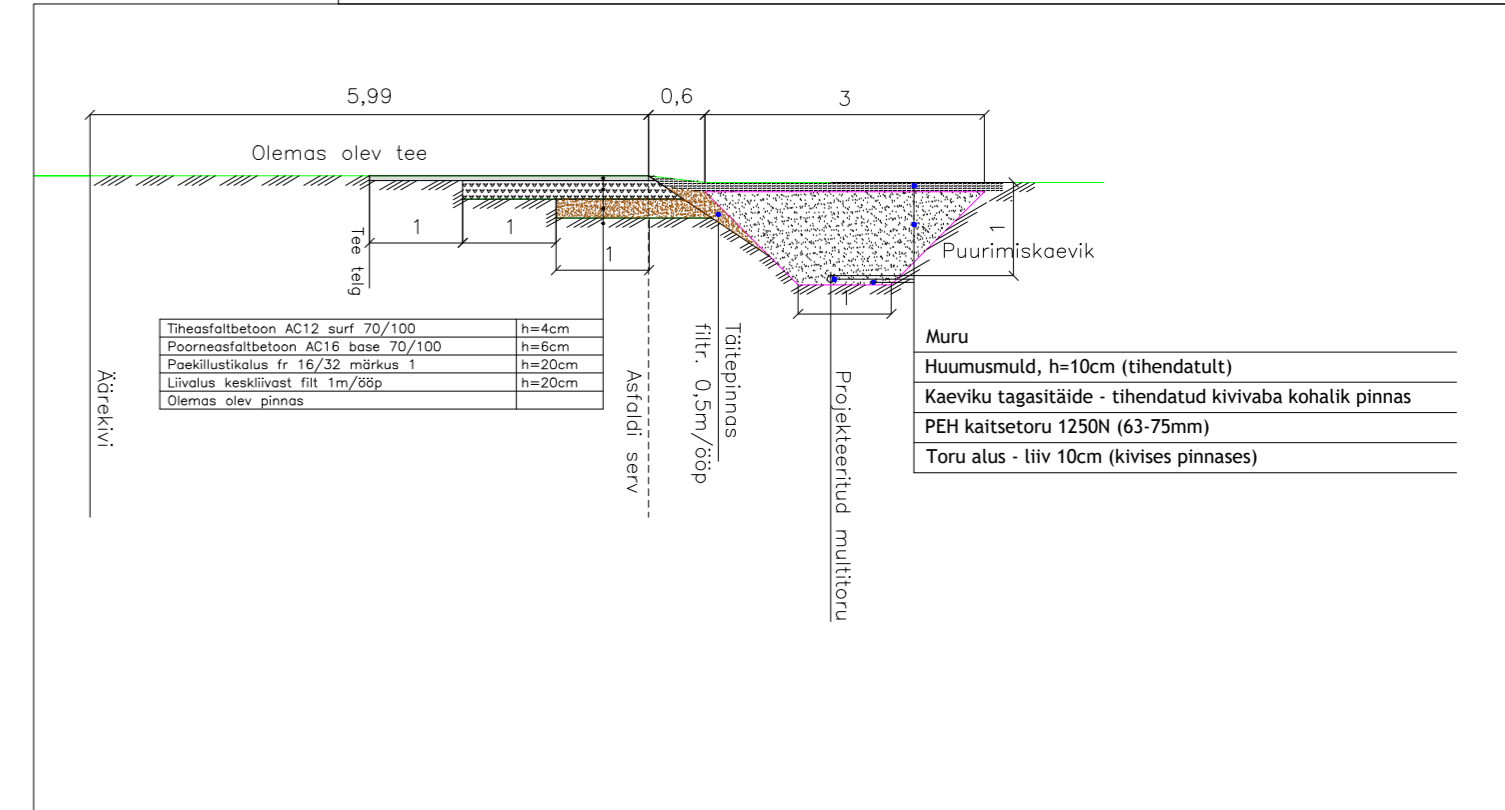 5,99
0,6
3
Olemas olev tee
1
1
1
1
1
Puurimiskaevik
Tee telg
Tiheasfaltbetoon AC12 surf 70/100 h=4cm
Poorneasfaltbetoon AC16 base 70/100 h=6cm
Paekillustikalus fr 16/32 märkus 1 h=20cm
Liivalus keskliivast filt 1m/ööp h=20cm
Olemas olev pinnas
Äärekivi
Asfaldi serv
Täitepinnas
filtr. 0,5m/ööp
Projekteeritud multitoru
Muru
Huumusmuld, h=10cm (tihendatult)
Kaeviku tagasitäide - tihendatud kivivaba kohalik pinnas
PEH kaitsetoru 1250N (63-75mm)
Toru alus - liiv 10cm (kivises pinnases)